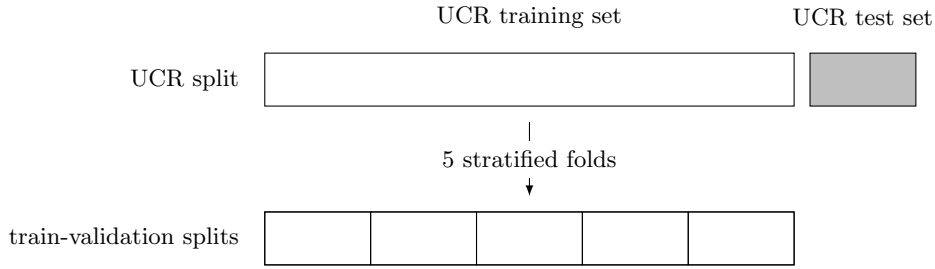 UCR training set
UCR test set
UCR split
5 stratified folds
train-validation splits